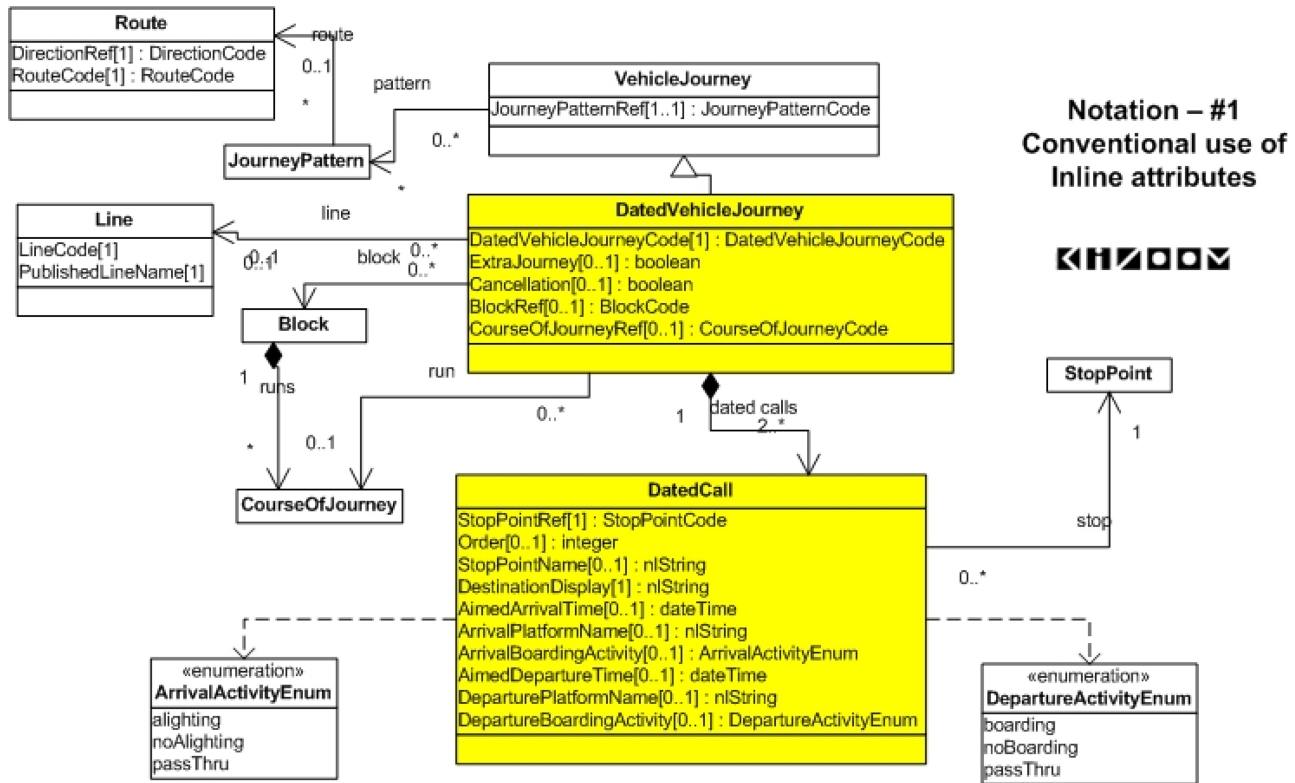 Route
DirectionRef[1] : DirectionCode
RouteCode[1] : RouteCode
route
0..1
*
pattern
0..*
*
VehicleJourney
JourneyPatternRef[1..1] : JourneyPatternCode
Notation – #1
Conventional use of
Inline attributes
KIZOOM
JourneyPattern
Line
LineCode[1]
PublishedLineName[1]
line
0..1
0..1
block
0..*
0..*
DatedVehicleJourney
DatedVehicleJourneyCode[1] : DatedVehicleJourneyCode
ExtraJourney[0..1] : boolean
Cancellation[0..1] : boolean
BlockRef[0..1] : BlockCode
CourseOfJourneyRef[0..1] : CourseOfJourneyCode
Block
1
runs
*
run
0..*
0..1
1
dated calls
2..*
StopPoint
1
stop
0..*
CourseOfJourney
DatedCall
StopPointRef[1] : StopPointCode
Order[0..1] : integer
StopPointName[0..1] : nlString
DestinationDisplay[1] : nlString
AimedArrivalTime[0..1] : dateTime
ArrivalPlatformName[0..1] : nlString
ArrivalBoardingActivity[0..1] : ArrivalActivityEnum
AimedDepartureTime[0..1] : dateTime
DeparturePlatformName[0..1] : nlString
DepartureBoardingActivity[0..1] : DepartureActivityEnum
«enumeration»
ArrivalActivityEnum
alighting
noAlighting
passThru
«enumeration»
DepartureActivityEnum
boarding
noBoarding
passThru